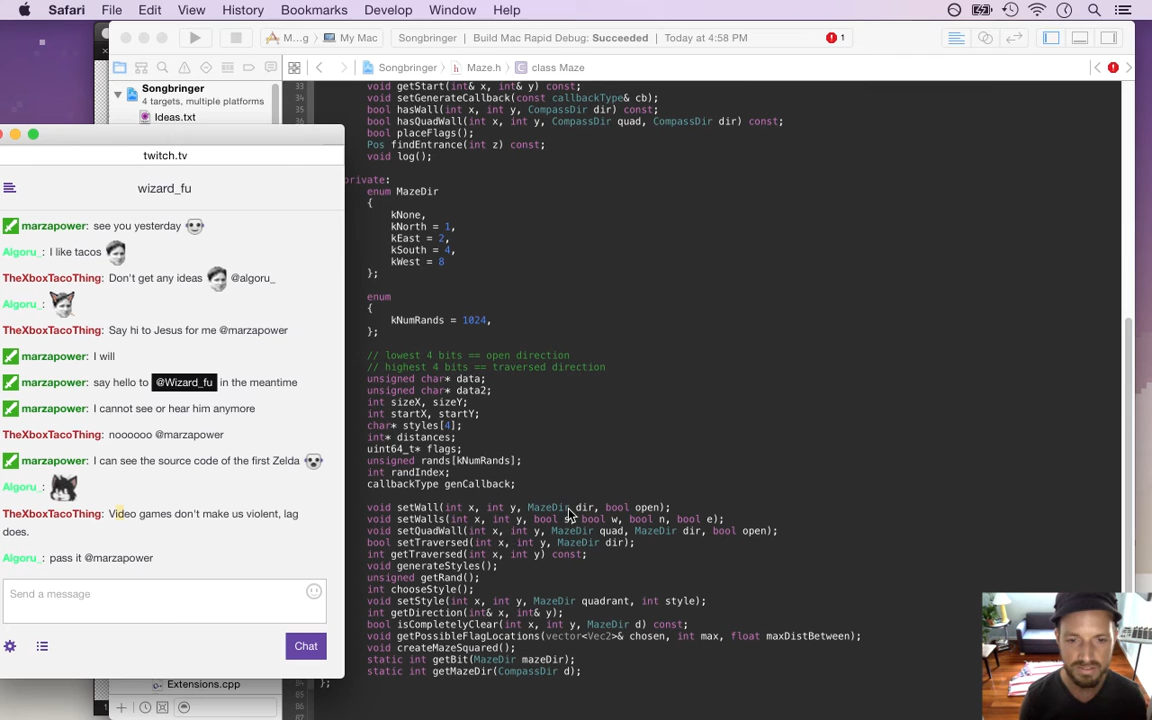 Safari File Edit View History Bookmarks Develop Window Help
M...g My Mac
Songbringer Build Mac Rapid Debug: Succeeded Today at 4:58 PM 1
Songbringer Maze.h class Maze
Songbringer
4 targets, multiple platforms
Ideas.txt
twitch.tv
wizard_fu
marzapower: see you yesterday
Algoru_: I like tacos
TheXboxTacoThing: Don't get any ideas @algoru_
Algoru_:
TheXboxTacoThing: Say hi to Jesus for me @marzapower
marzapower: I will
marzapower: say hello to @Wizard_fu in the meantime
marzapower: I cannot see or hear him anymore
TheXboxTacoThing: noooooo @marzapower
marzapower: I can see the source code of the first Zelda
Algoru_:
TheXboxTacoThing: Video games don't make us violent, lag
does.
Algoru_: pass it @marzapower
Send a message
Chat
Extensions.cpp
33 void getStart(int& x, int& y) const;
34 void setGenerateCallback(const callbackType& cb);
35 bool hasWall(int x, int y, CompassDir dir) const;
36 bool hasQuadWall(int x, int y, CompassDir quad, CompassDir dir) const;
37 bool placeFlags();
38 Pos findEntrance(int z) const;
39 void log();
private:
enum MazeDir
{
kNone,
kNorth = 1,
kEast = 2,
kSouth = 4,
kWest = 8
};
enum
{
kNumRands = 1024,
};
// lowest 4 bits == open direction
// highest 4 bits == traversed direction
unsigned char* data;
unsigned char* data2;
int sizeX, sizeY;
int startX, startY;
char* styles[4];
int* distances;
uint64_t* flags;
unsigned rands[kNumRands];
int randIndex;
callbackType genCallback;
void setWall(int x, int y, MazeDir dir, bool open);
void setWalls(int x, int y, bool s, bool w, bool n, bool e);
void setQuadWall(int x, int y, MazeDir quad, MazeDir dir, bool open);
bool setTraversed(int x, int y, MazeDir dir);
int getTraversed(int x, int y) const;
void generateStyles();
unsigned getRand();
int chooseStyle();
void setStyle(int x, int y, MazeDir quadrant, int style);
int getDirection(int& x, int& y);
bool isCompletelyClear(int x, int y, MazeDir d) const;
void getPossibleFlagLocations(vector<Vec2>& chosen, int max, float maxDistBetween);
void createMazeSquared();
static int getBit(MazeDir mazeDir);
static int getMazeDir(CompassDir d);
84 };
85
86
87